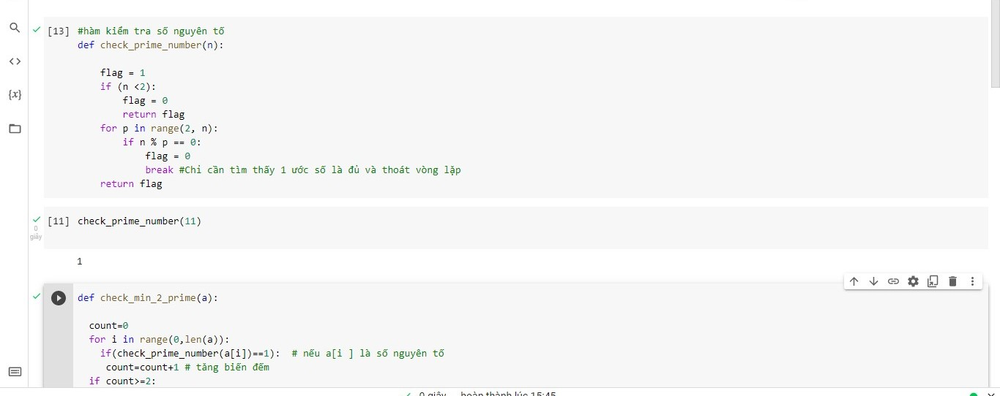 [13] #hàm kiểm tra số nguyên tố
def check_prime_number(n):
flag = 1
if (n <2):
flag = 0
return flag
for p in range(2, n):
if n % p == 0:
flag = 0
break #Chỉ cần tìm thấy 1 ước số là đủ và thoát vòng lặp
return flag
[11] check_prime_number(11)
0
giây
1
def check_min_2_prime(a):
count=0
for i in range(0,len(a)):
if(check_prime_number(a[i])==1):  # nếu a[i ] là số nguyên tố
count=count+1 # tăng biến đếm
if count>=2:
0 giây hoàn thành lúc 15:45